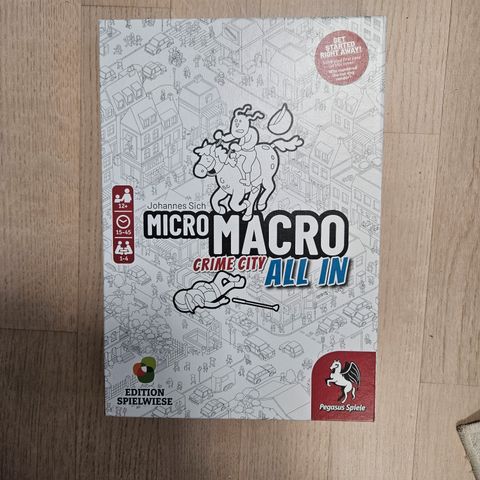 GET
STARTED
RIGHT AWAY!
Johannes Sich
MICRO MACRO
CRIME CITY ALL IN
12+
15-45
1-4
EDITION
SPIELWIESE
Pegasus Spiele